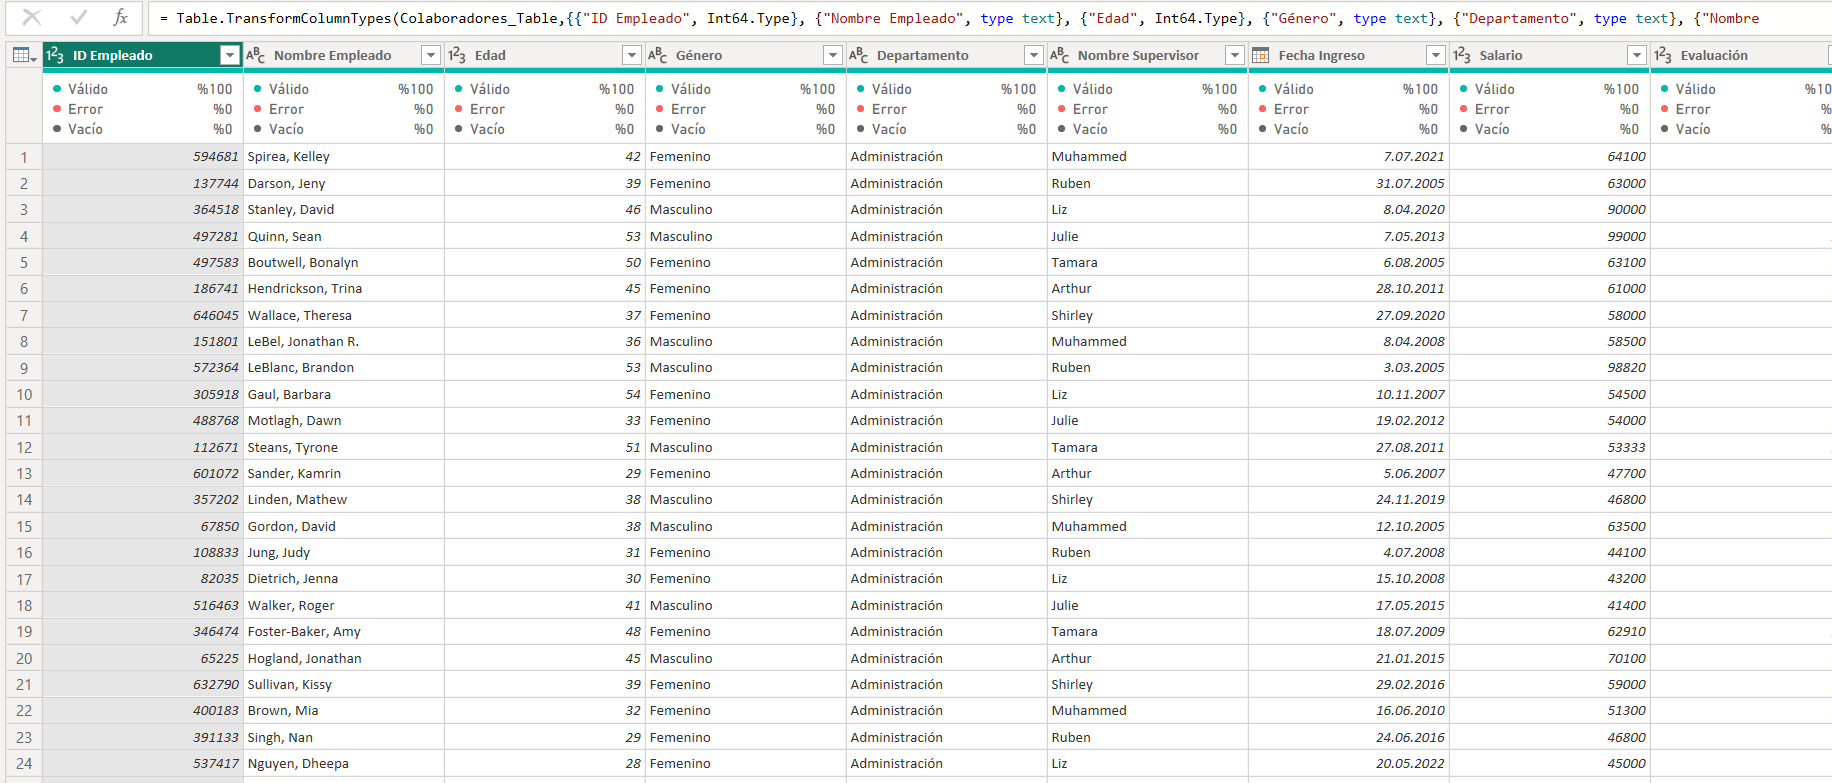 = Table.TransformColumnTypes(Colaboradores_Table,{{"ID Empleado", Int64.Type}, {"Nombre Empleado", type text}, {"Edad", Int64.Type}, {"Género", type text}, {"Departamento", type text}, {"Nombre
ID Empleado Nombre Empleado Edad Género Departamento Nombre Supervisor Fecha Ingreso Salario Evaluación
Válido %100 Válido %100 Válido %100 Válido %100 Válido %100 Válido %100 Válido %100 Válido %100 Válido %10
Error %0 Error %0 Error %0 Error %0 Error %0 Error %0 Error %0 Error %0 Error %
Vacío %0 Vacío %0 Vacío %0 Vacío %0 Vacío %0 Vacío %0 Vacío %0 Vacío %0 Vacío %
1 594681 Spirea, Kelley 42 Femenino Administración Muhammed 7.07.2021 64100
2 137744 Darson, Jeny 39 Femenino Administración Ruben 31.07.2005 63000
3 364518 Stanley, David 46 Masculino Administración Liz 8.04.2020 90000
4 497281 Quinn, Sean 53 Masculino Administración Julie 7.05.2013 99000
5 497583 Boutwell, Bonalyn 50 Femenino Administración Tamara 6.08.2005 63100
6 186741 Hendrickson, Trina 45 Femenino Administración Arthur 28.10.2011 61000
7 646045 Wallace, Theresa 37 Femenino Administración Shirley 27.09.2020 58000
8 151801 LeBel, Jonathan R. 36 Masculino Administración Muhammed 8.04.2008 58500
9 572364 LeBlanc, Brandon 53 Masculino Administración Ruben 3.03.2005 98820
10 305918 Gaul, Barbara 54 Femenino Administración Liz 10.11.2007 54500
11 488768 Motlagh, Dawn 33 Femenino Administración Julie 19.02.2012 54000
12 112671 Steans, Tyrone 51 Masculino Administración Tamara 27.08.2011 53333
13 601072 Sander, Kamrin 29 Femenino Administración Arthur 5.06.2007 47700
14 357202 Linden, Mathew 38 Masculino Administración Shirley 24.11.2019 46800
15 67850 Gordon, David 38 Masculino Administración Muhammed 12.10.2005 63500
16 108833 Jung, Judy 31 Femenino Administración Ruben 4.07.2008 44100
17 82035 Dietrich, Jenna 30 Femenino Administración Liz 15.10.2008 43200
18 516463 Walker, Roger 41 Masculino Administración Julie 17.05.2015 41400
19 346474 Foster-Baker, Amy 48 Femenino Administración Tamara 18.07.2009 62910
20 65225 Hogland, Jonathan 45 Masculino Administración Arthur 21.01.2015 70100
21 632790 Sullivan, Kissy 39 Femenino Administración Shirley 29.02.2016 59000
22 400183 Brown, Mia 32 Femenino Administración Muhammed 16.06.2010 51300
23 391133 Singh, Nan 29 Femenino Administración Ruben 24.06.2016 46800
24 537417 Nguyen, Dheepa 28 Femenino Administración Liz 20.05.2022 45000